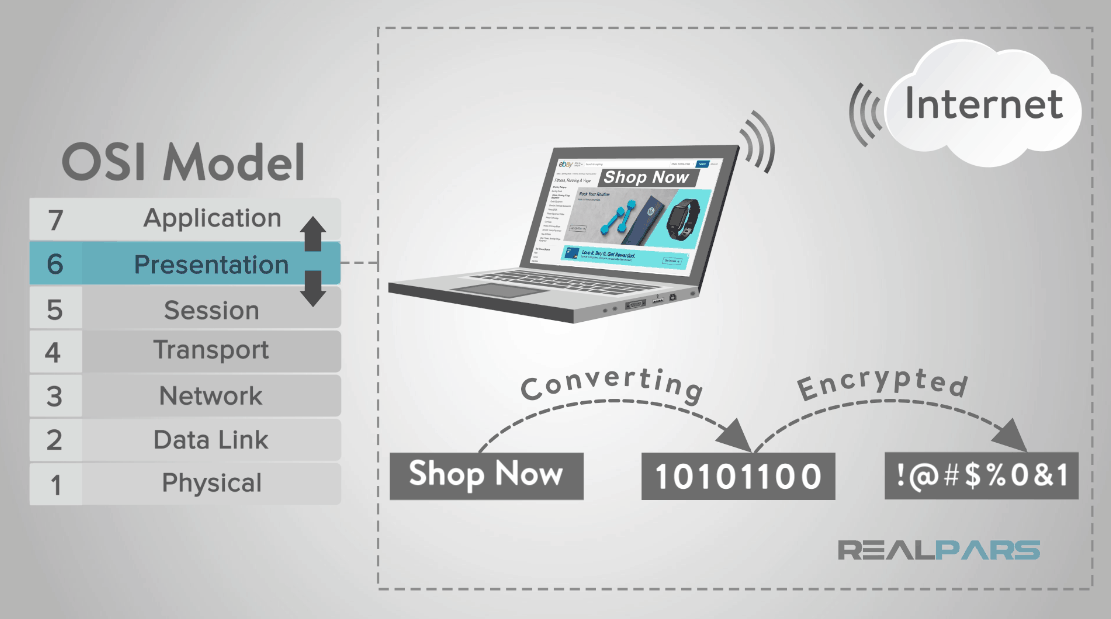 OSI Model
7 Application
6 Presentation
5 Session
4 Transport
3 Network
2 Data Link
1 Physical
Internet
ebay
Shop Now
Converting
Encrypted
Shop Now
10101100
!@#$%0&1
REALPARS